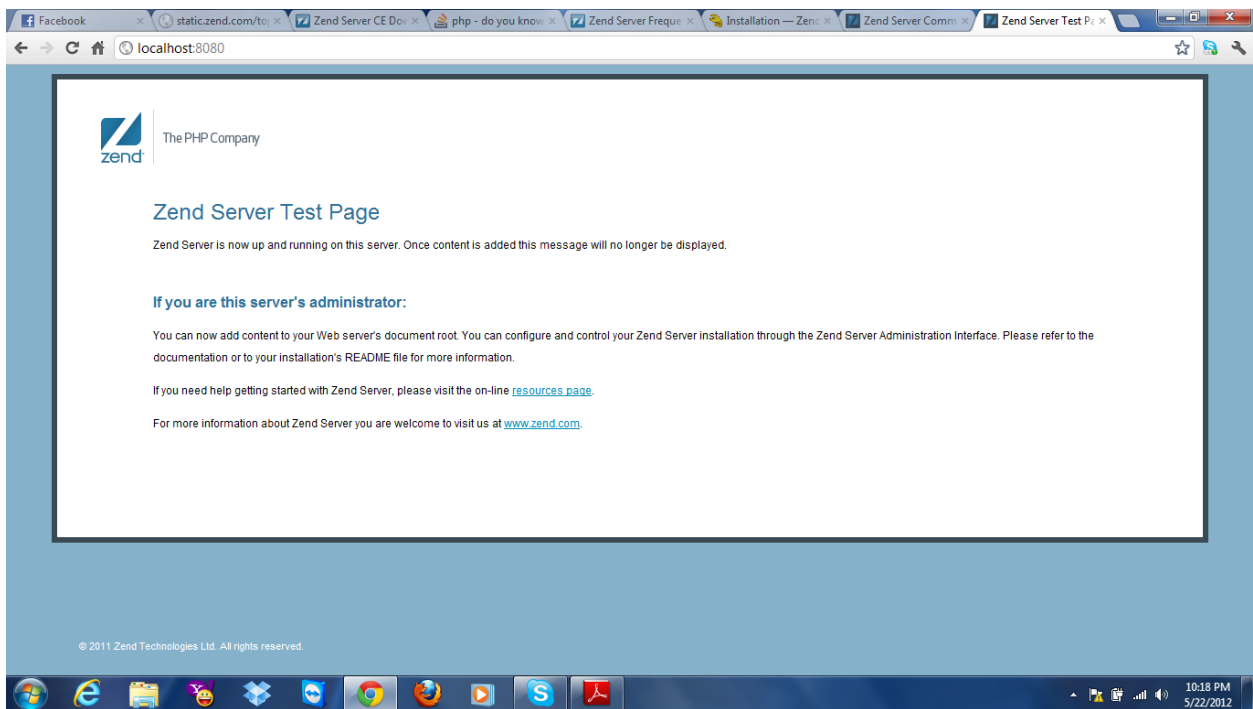 Facebook
static.zend.com/to
Zend Server CE Do
php - do you know
Zend Server Freque
Installation — Zend
Zend Server Comm
Zend Server Test Pa
localhost:8080
zend
The PHP Company
Zend Server Test Page
Zend Server is now up and running on this server. Once content is added this message will no longer be displayed.
If you are this server's administrator:
You can now add content to your Web server's document root. You can configure and control your Zend Server installation through the Zend Server Administration Interface. Please refer to the
documentation or to your installation's README file for more information.
If you need help getting started with Zend Server, please visit the on-line resources page.
For more information about Zend Server you are welcome to visit us at www.zend.com.
© 2011 Zend Technologies Ltd. All rights reserved.
10:18 PM
5/22/2012